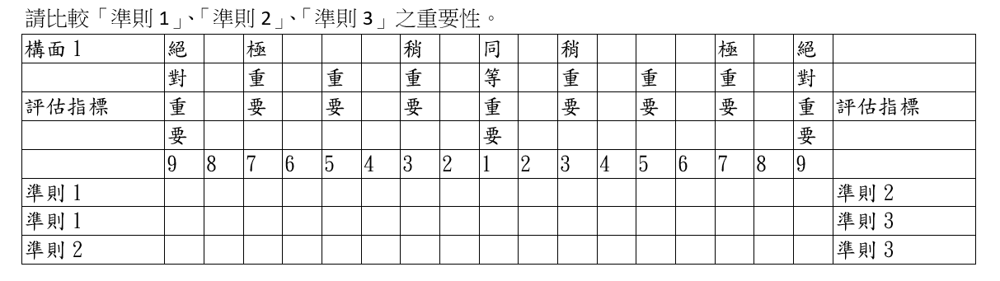 請比較「準則1」、「準則2」、「準則3」之重要性。
構面1 絕 極 稍 同 稍 極 絕
對 重 重 重 等 重 重 重 對
評估指標 重 要 要 要 重 要 要 要 重 評估指標
要 要 要
9 8 7 6 5 4 3 2 1 2 3 4 5 6 7 8 9
準則1 準則2
準則1 準則3
準則2 準則3